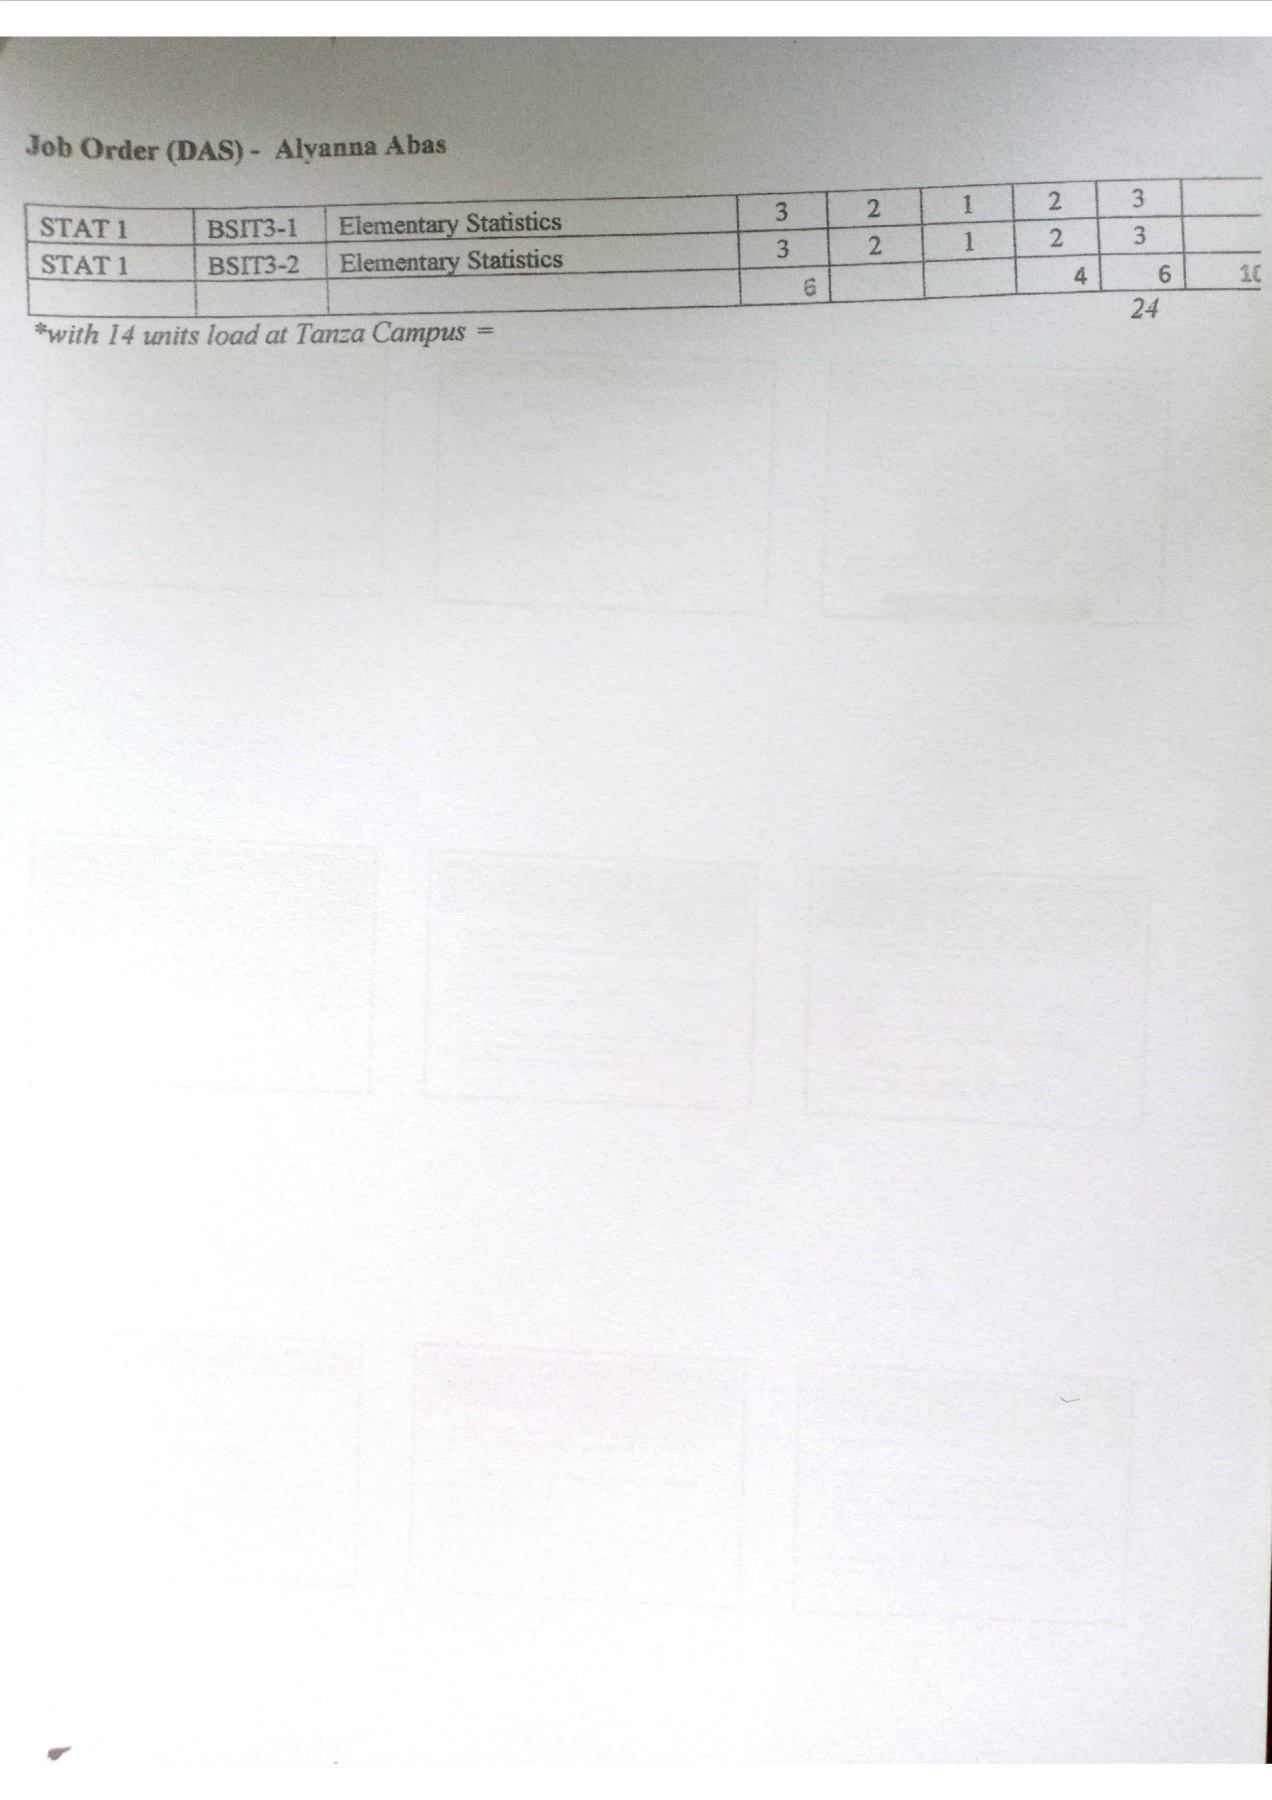 Job Order (DAS) - Alyanna Abas
STAT 1 BSIT3-1 Elementary Statistics 3 2 1 2 3
STAT 1 BSIT3-2 Elementary Statistics 3 2 1 2 3
6 4 6 10
*with 14 units load at Tanza Campus = 24